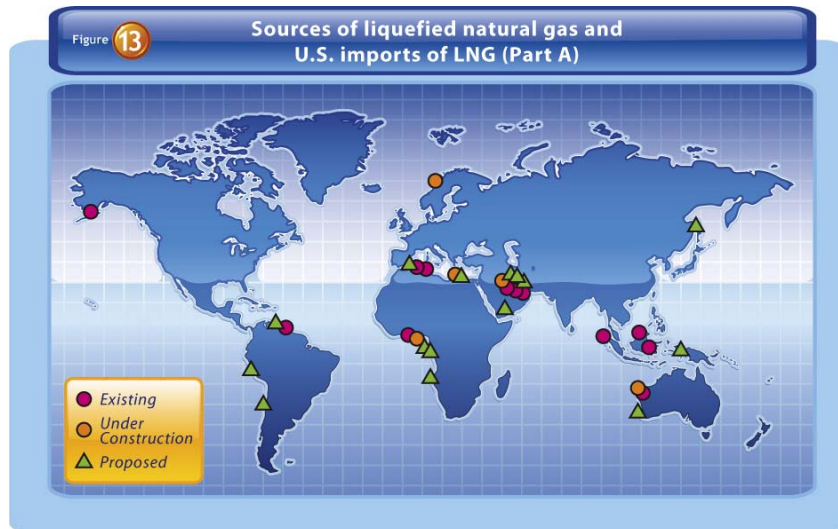 Figure 13
Sources of liquefied natural gas and
U.S. imports of LNG (Part A)
Existing
Under
Construction
Proposed